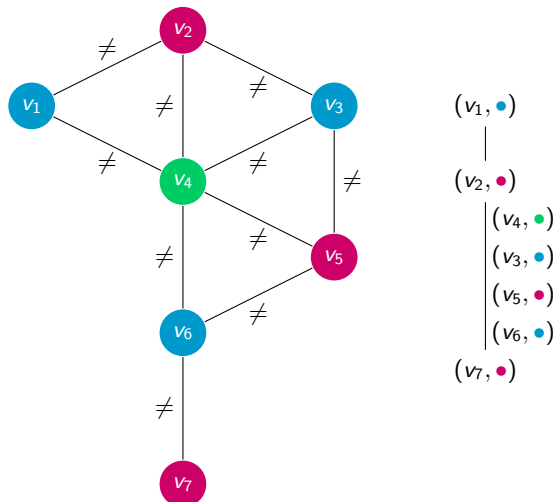 v2
≠
≠
v1
v3
(v1, •)
≠
≠
≠
v4
(v2, •)
≠
(v4, •)
≠
≠
v5
(v3, •)
(v5, •)
≠
v6
(v6, •)
(v7, •)
≠
v7